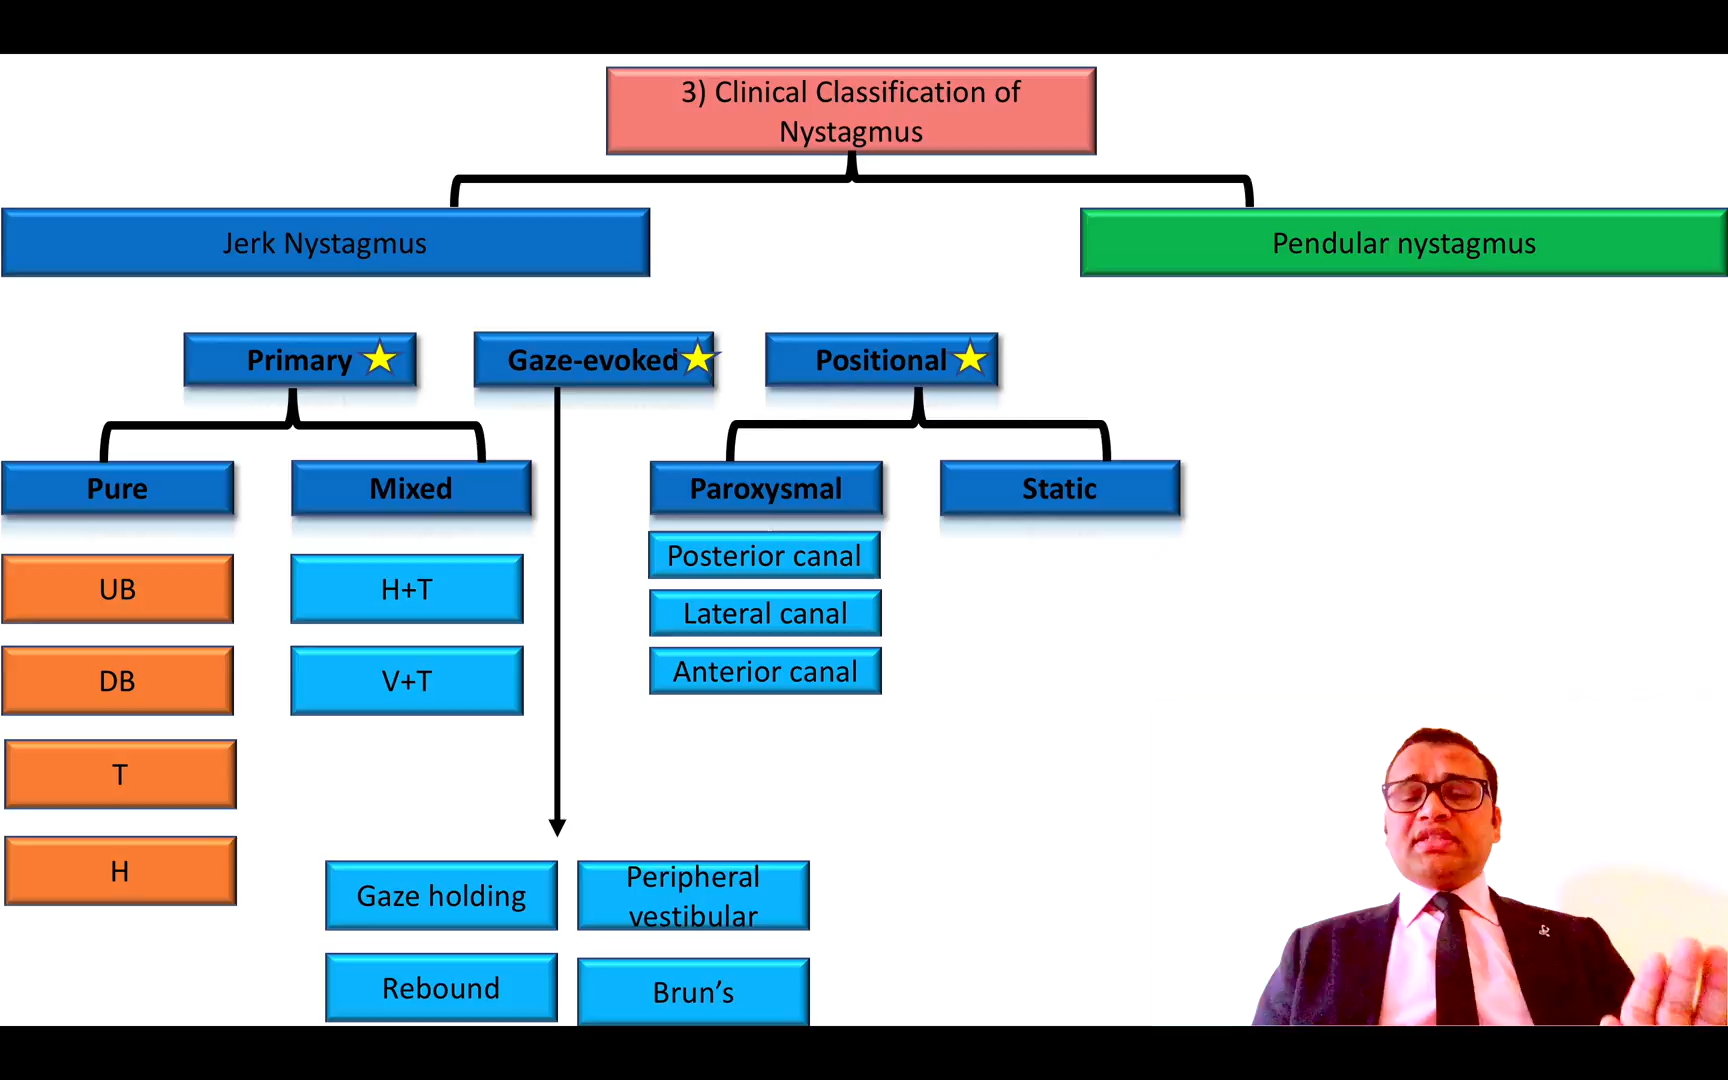 3) Clinical Classification of
Nystagmus
Jerk Nystagmus
Pendular nystagmus
Primary
Gaze-evoked
Positional
Pure
Mixed
Paroxysmal
Static
UB
H+T
Posterior canal
Lateral canal
DB
V+T
Anterior canal
T
H
Gaze holding
Peripheral
vestibular
Rebound
Brun's